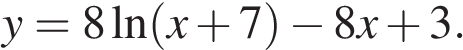 y = 8 ln(x + 7) − 8x + 3.